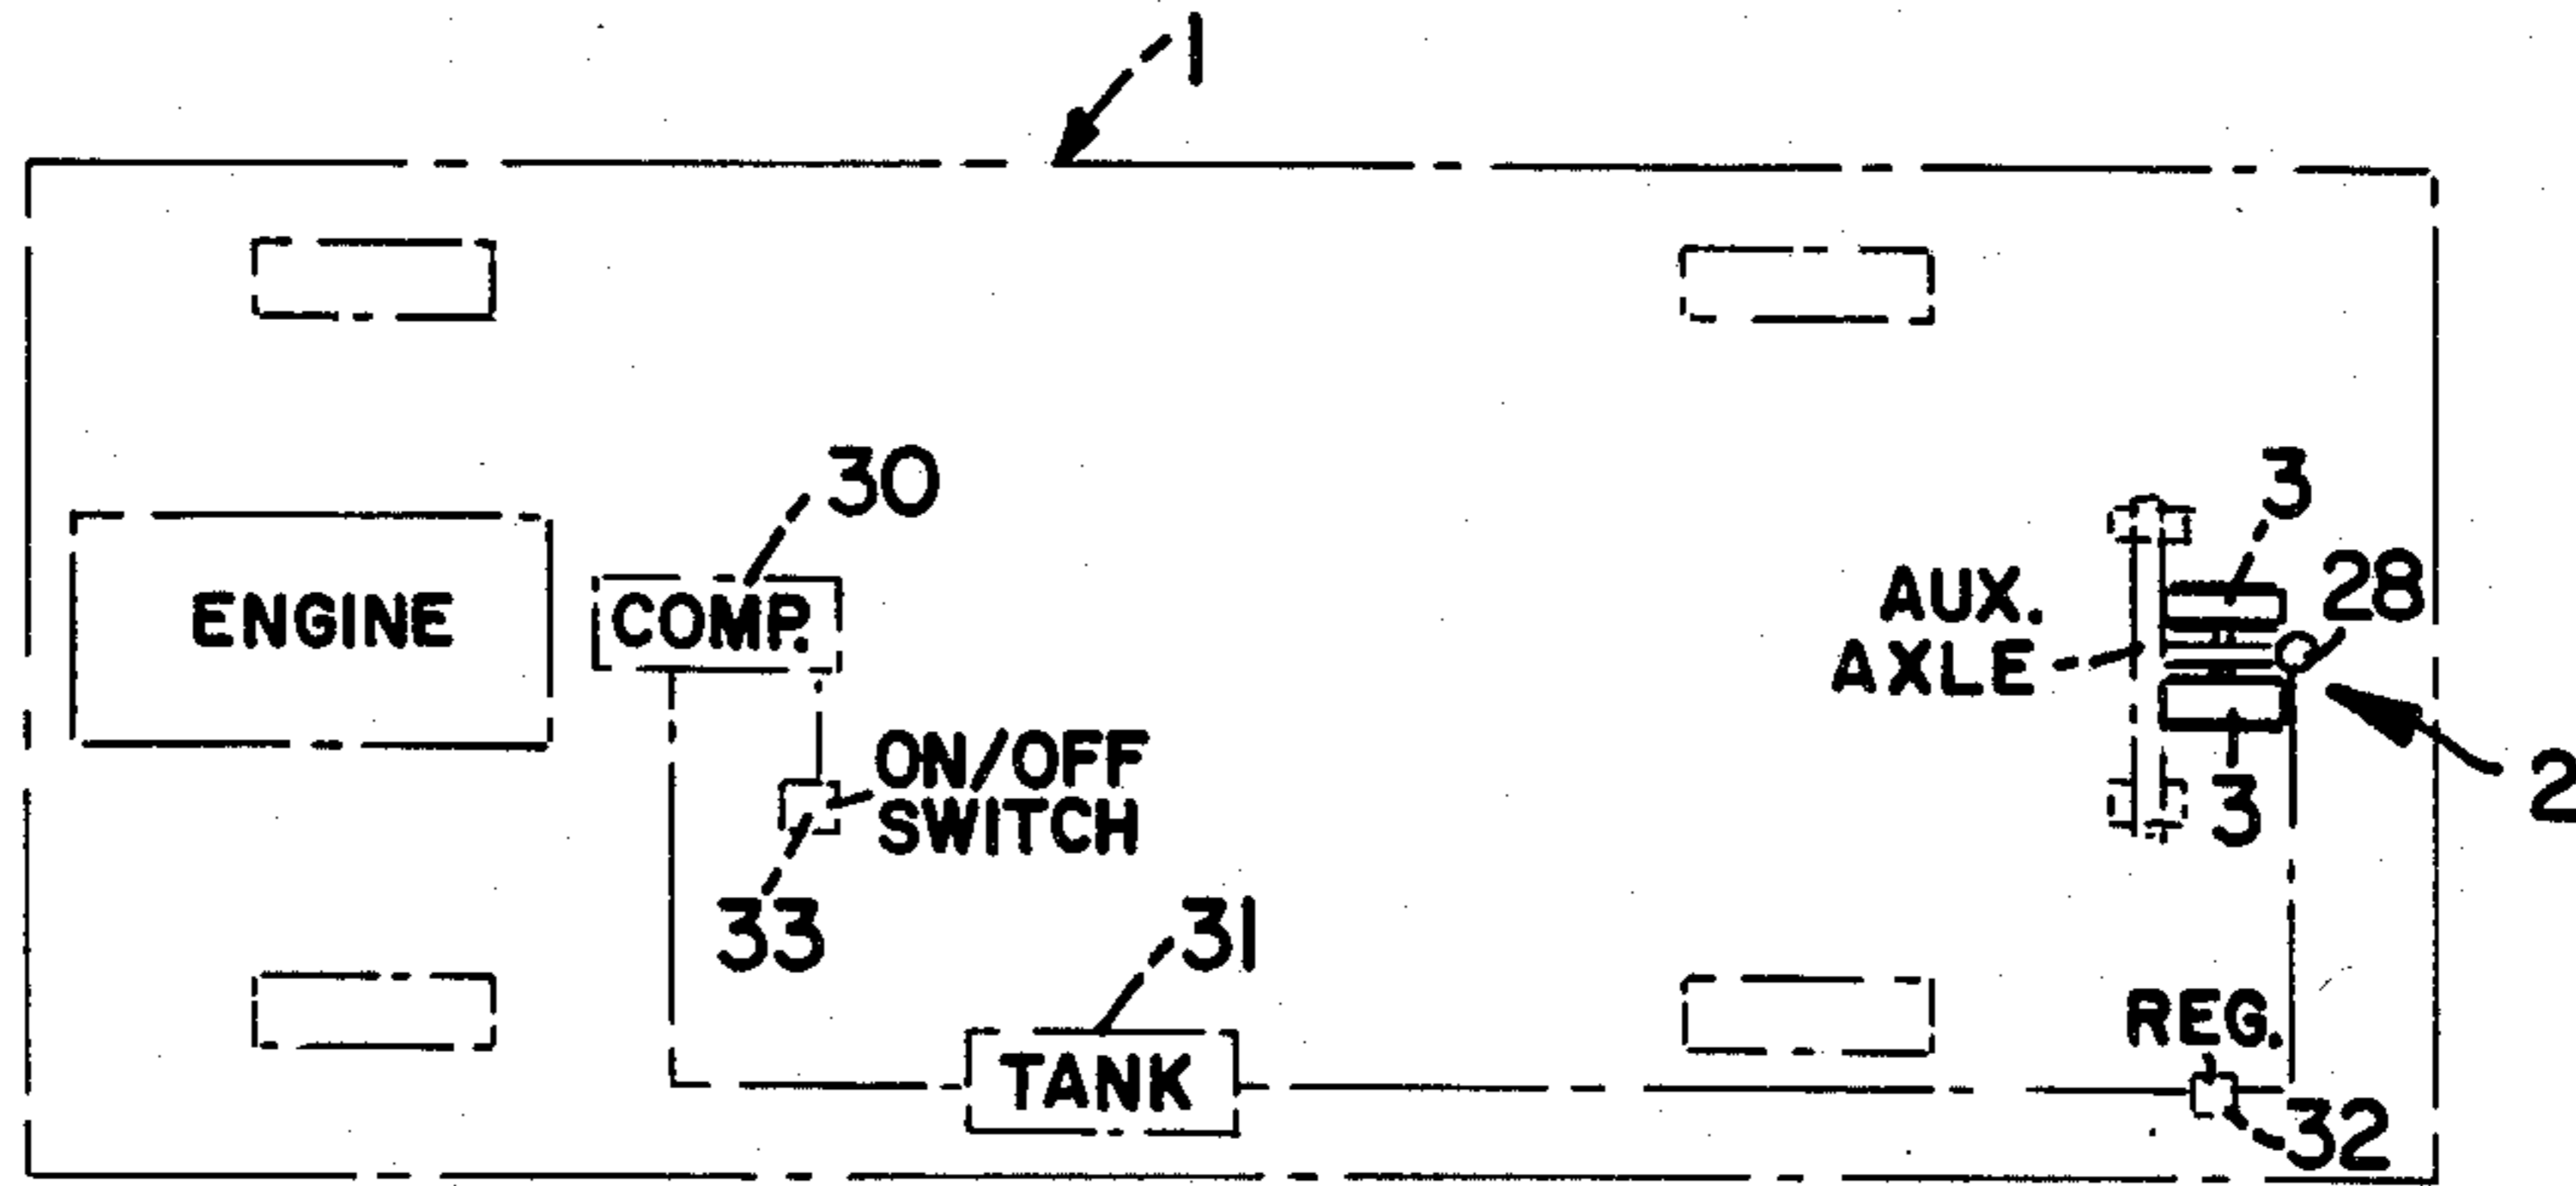 1
30
3
ENGINE
COMP.
AUX.
AXLE
28
ON/OFF
SWITCH
2
3
33
31
REG.
TANK
32